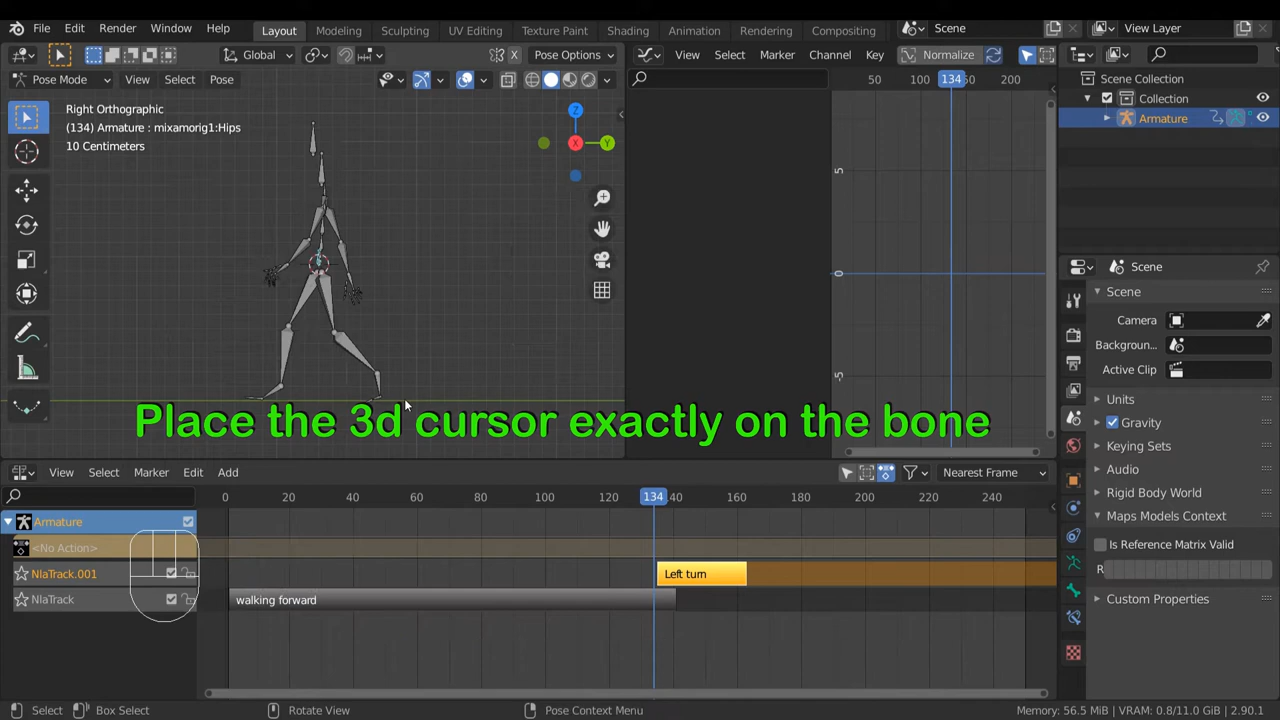 File Edit Render Window Help Layout Modeling Sculpting UV Editing Texture Paint Shading Animation Rendering Compositing Scene View Layer
Global Pose Options View Select Marker Channel Key Normalize
Pose Mode View Select Pose 50 100 134 200 Scene Collection
Right Orthographic Collection
(134) Armature : mixamorig1:Hips Armature
10 Centimeters
Z
X Y
5
0
-5
Scene
Scene
Camera
Backgroun..
Active Clip
Units
Gravity
Keying Sets
Audio
Rigid Body World
Maps Models Context
Is Reference Matrix Valid
R
Custom Properties
Place the 3d cursor exactly on the bone
View Select Marker Edit Add Nearest Frame
0 20 40 60 80 100 120 134 40 160 180 200 220 240
Armature
<No Action>
NlaTrack.001 Left turn
NlaTrack walking forward
Select Box Select Rotate View Pose Context Menu Memory: 56.5 MiB | VRAM: 0.8/11.0 GiB | 2.90.1